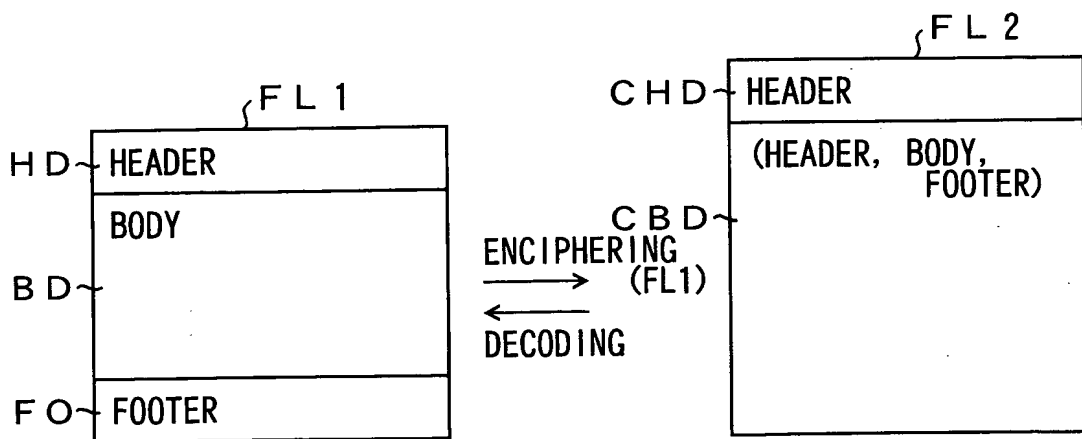 FL1
HD
HEADER
BODY
BD
FO
FOOTER
ENCIPHERING
DECODING
FL2
CHD
HEADER
(HEADER, BODY,
FOOTER)
CBD
(FL1)